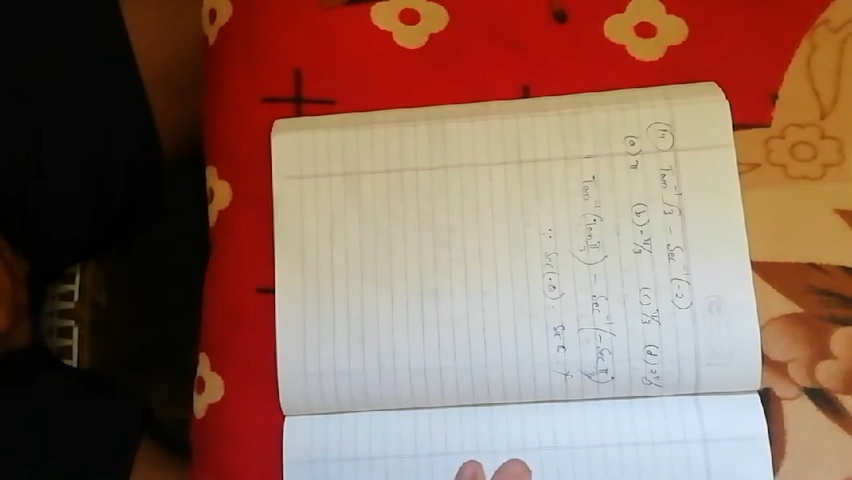 (14) Tan⁻¹√3 - Sec⁻¹(-2)
(a) π (b) -π/3 (c) π/3 (d) 2π/3
Tan⁻¹(Tan π/3) - Sec⁻¹(-Sec π/3)
∵ Sec(-θ) = Sec θ ×